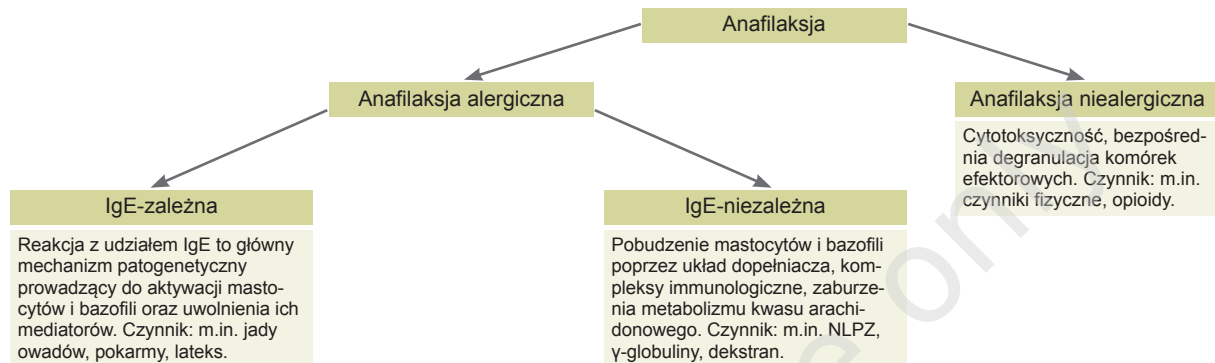 Anafilaksja
Anafilaksja alergiczna
Anafilaksja niealergiczna
Cytotoksyczność, bezpośred-
nia degranulacja komórek
efektorowych. Czynnik: m.in.
czynniki fizyczne, opioidy.
IgE-zależna
Reakcja z udziałem IgE to główny
mechanizm patogenetyczny
prowadzący do aktywacji masto-
cytów i bazofili oraz uwolnienia ich
mediatorów. Czynnik: m.in. jady
owadów, pokarmy, lateks.
IgE-niezależna
Pobudzenie mastocytów i bazofili
poprzez układ dopełniacza, kom-
pleksy immunologiczne, zaburze-
nia metabolizmu kwasu arachi-
donowego. Czynnik: m.in. NLPZ,
γ-globuliny, dekstran.
only